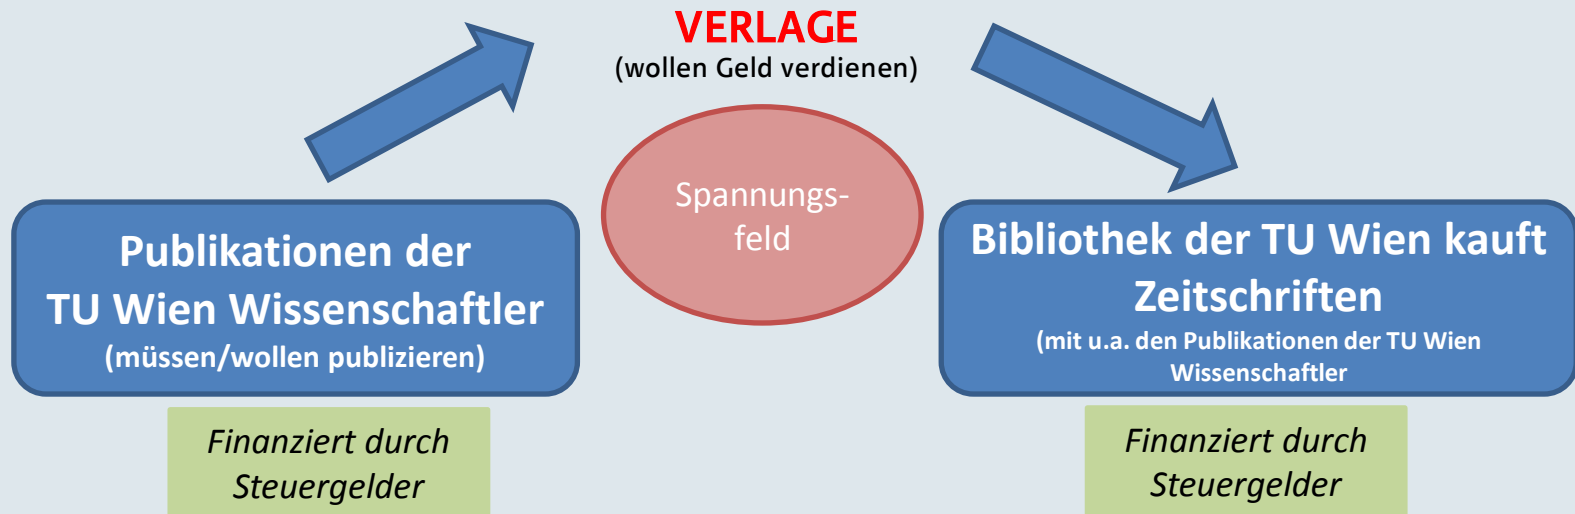 VERLAGE
(wollen Geld verdienen)
Spannungs-
feld
Publikationen der
TU Wien Wissenschaftler
(müssen/wollen publizieren)
Finanziert durch
Steuergelder
Bibliothek der TU Wien kauft
Zeitschriften
(mit u.a. den Publikationen der TU Wien
Wissenschaftler
Finanziert durch
Steuergelder